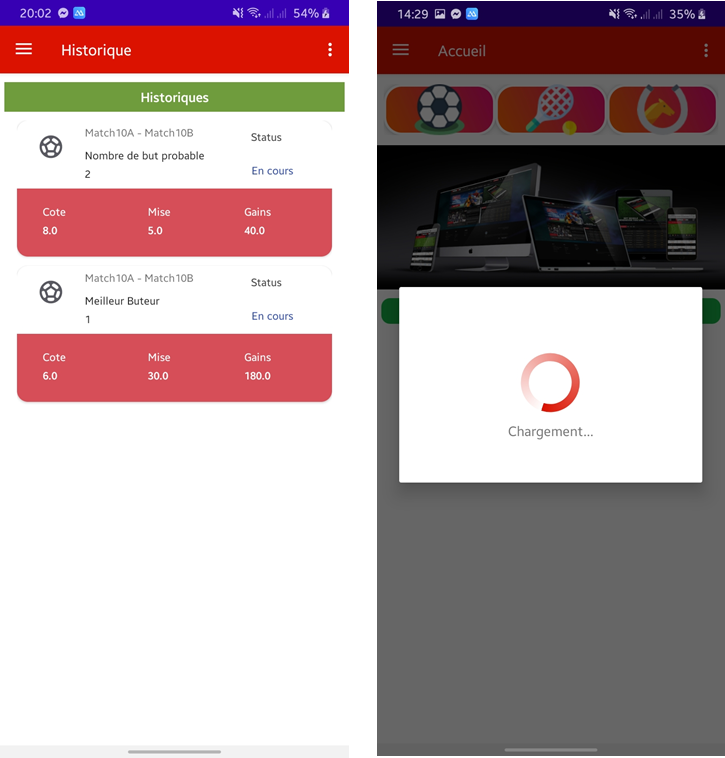 20:02
54%
Historique
Historiques
Match10A - Match10B
Status
Nombre de but probable
2
En cours
Cote
Mise
Gains
8.0
5.0
40.0
Match10A - Match10B
Status
Meilleur Buteur
1
En cours
Cote
Mise
Gains
6.0
30.0
180.0
14:29
35%
Accueil
Chargement...